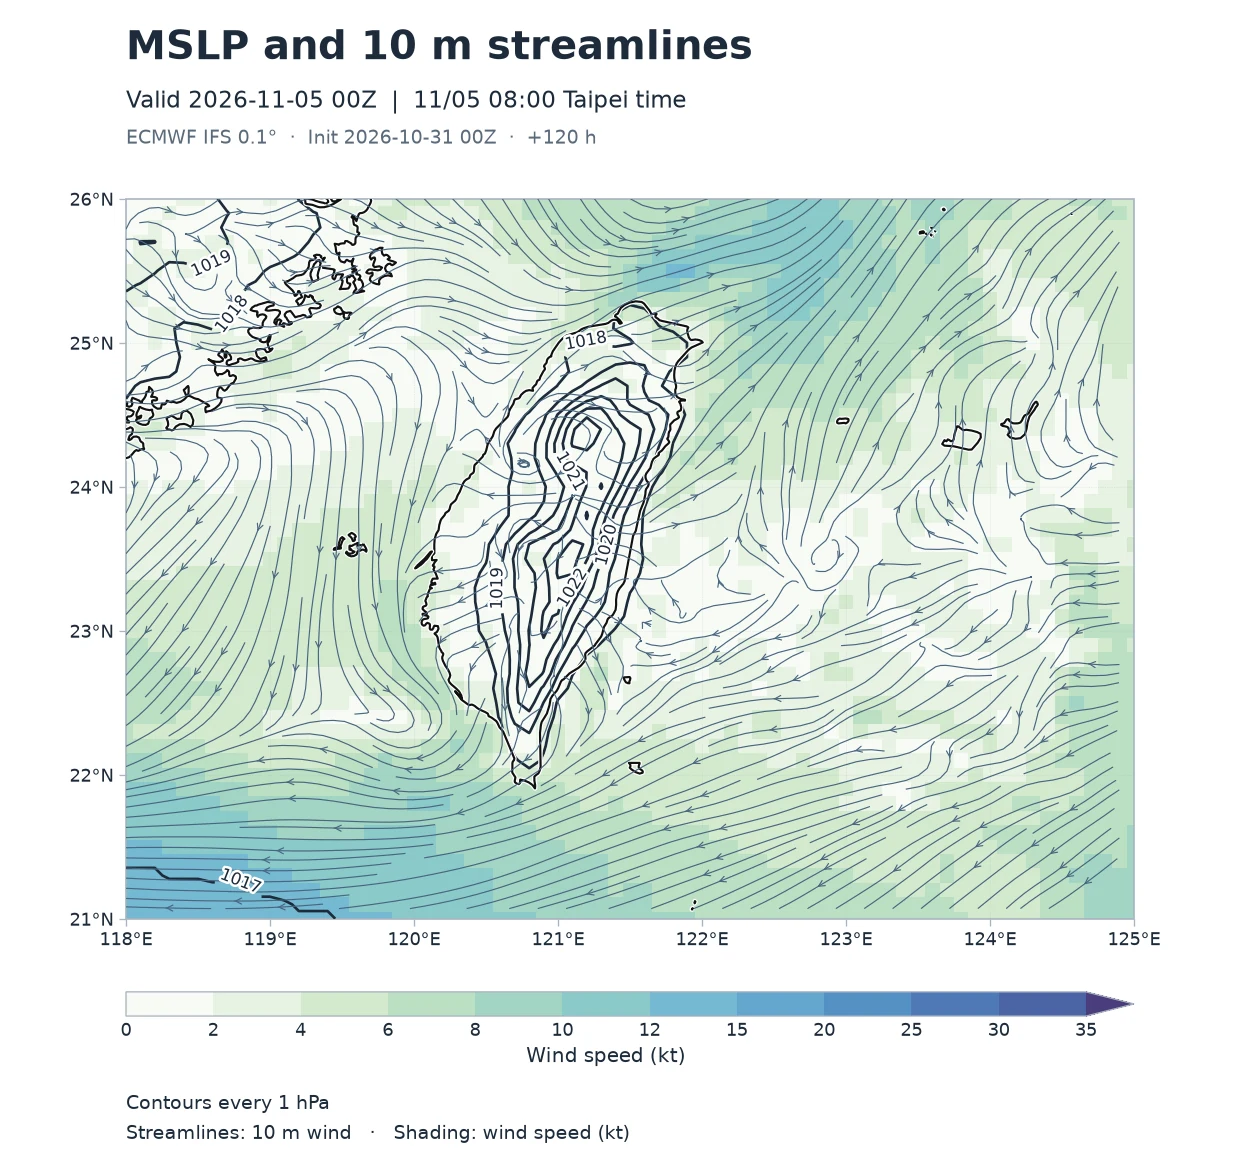 MSLP and 10 m streamlines
Valid 2026-11-05 00Z | 11/05 08:00 Taipei time
ECMWF IFS 0.1° · Init 2026-10-31 00Z · +120 h
26°N
1019
1018
25°N
1018
24°N
1021
1020
1019
1022
23°N
22°N
1017
21°N
118°E 119°E 120°E 121°E 122°E 123°E 124°E 125°E
0 2 4 6 8 10 12 15 20 25 30 35
Wind speed (kt)
Contours every 1 hPa
Streamlines: 10 m wind · Shading: wind speed (kt)